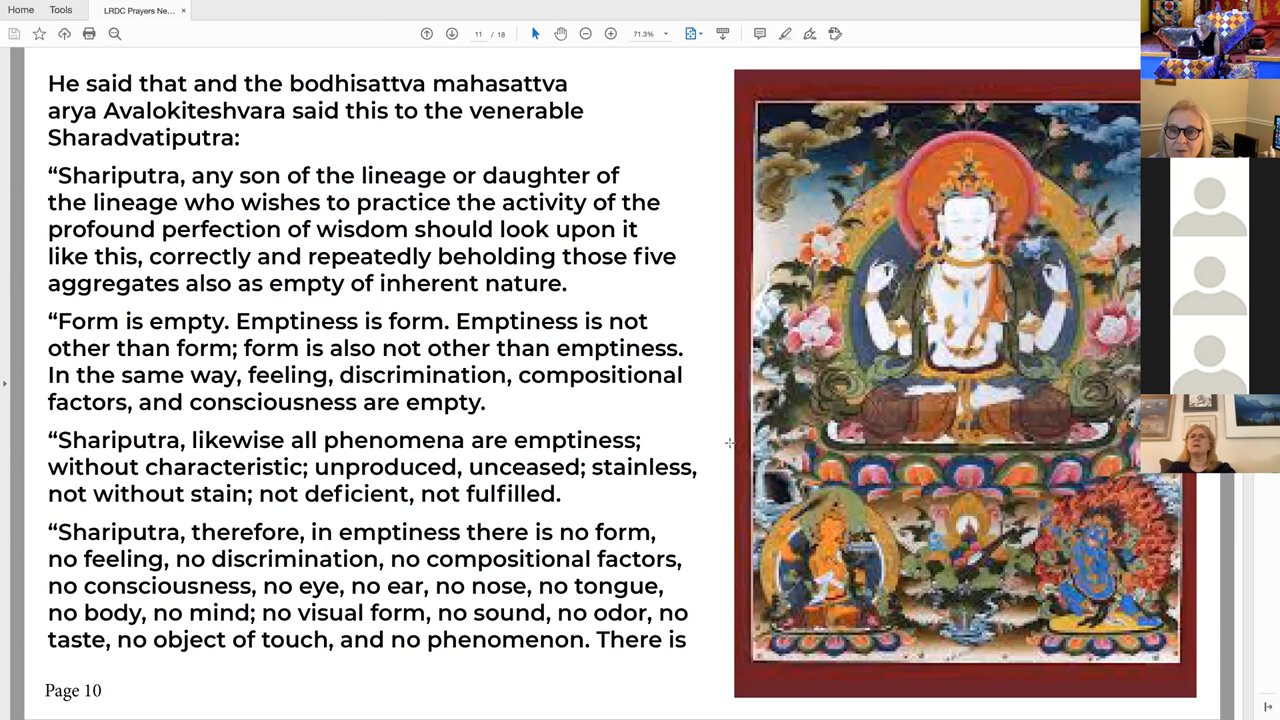 Home
Tools
LRDC Prayers Ne... ×
11 / 18
71.3%
He said that and the bodhisattva mahasattva
arya Avalokiteshvara said this to the venerable
Sharadvatiputra:
“Shariputra, any son of the lineage or daughter of
the lineage who wishes to practice the activity of the
profound perfection of wisdom should look upon it
like this, correctly and repeatedly beholding those five
aggregates also as empty of inherent nature.
“Form is empty. Emptiness is form. Emptiness is not
other than form; form is also not other than emptiness.
In the same way, feeling, discrimination, compositional
factors, and consciousness are empty.
“Shariputra, likewise all phenomena are emptiness;
without characteristic; unproduced, unceased; stainless,
not without stain; not deficient, not fulfilled.
“Shariputra, therefore, in emptiness there is no form,
no feeling, no discrimination, no compositional factors,
no consciousness, no eye, no ear, no nose, no tongue,
no body, no mind; no visual form, no sound, no odor, no
taste, no object of touch, and no phenomenon. There is
Page 10